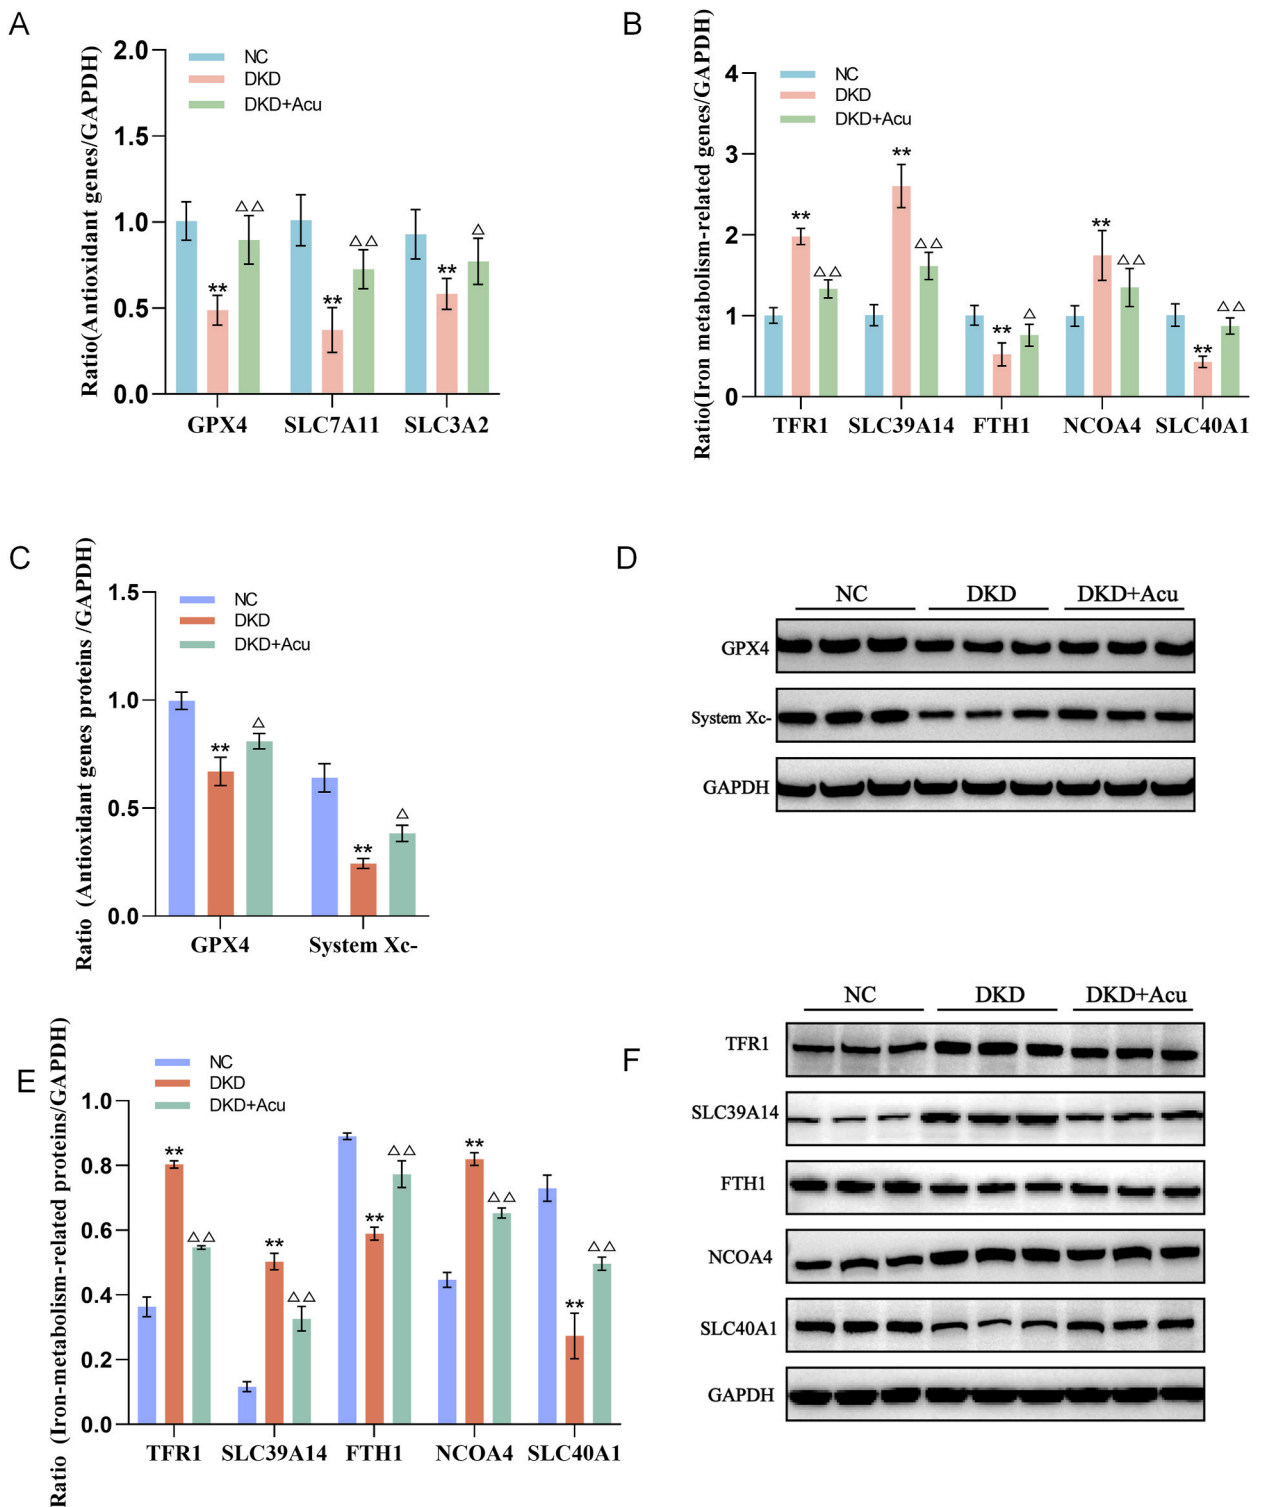 A
Ratio(Antioxidant genes/GAPDH)
2.0
1.5
1.0
0.5
0.0
NC
DKD
DKD+Acu
△△
**
△△
**
△
**
GPX4 SLC7A11 SLC3A2
B
Ratio(Iron metabolism-related genes/GAPDH)
4
3
2
1
0
NC
DKD
DKD+Acu
**
△△
**
△△
**
△
**
△△
**
△△
TFR1 SLC39A14 FTH1 NCOA4 SLC40A1
C
Ratio (Antioxidant genes proteins /GAPDH)
1.5
1.0
0.5
0.0
NC
DKD
DKD+Acu
**
△
**
△
GPX4 System Xc-
D
NC DKD DKD+Acu
GPX4
System Xc-
GAPDH
E
Ratio (Iron-metabolism-related proteins/GAPDH)
1.0
0.8
0.6
0.4
0.2
0.0
NC
DKD
DKD+Acu
**
△△
**
△△
**
△△
**
△△
**
△△
TFR1 SLC39A14 FTH1 NCOA4 SLC40A1
F
NC DKD DKD+Acu
TFR1
SLC39A14
FTH1
NCOA4
SLC40A1
GAPDH